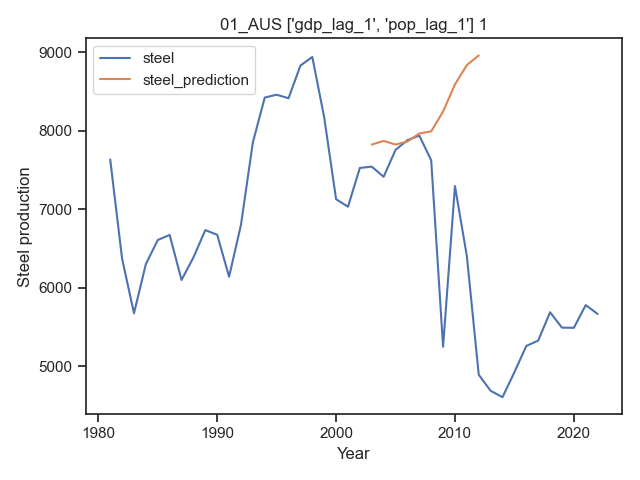 01_AUS ['gdp_lag_1', 'pop_lag_1'] 1
steel
steel_prediction
9000
8000
7000
6000
5000
Steel production
1980
1990
2000
2010
2020
Year